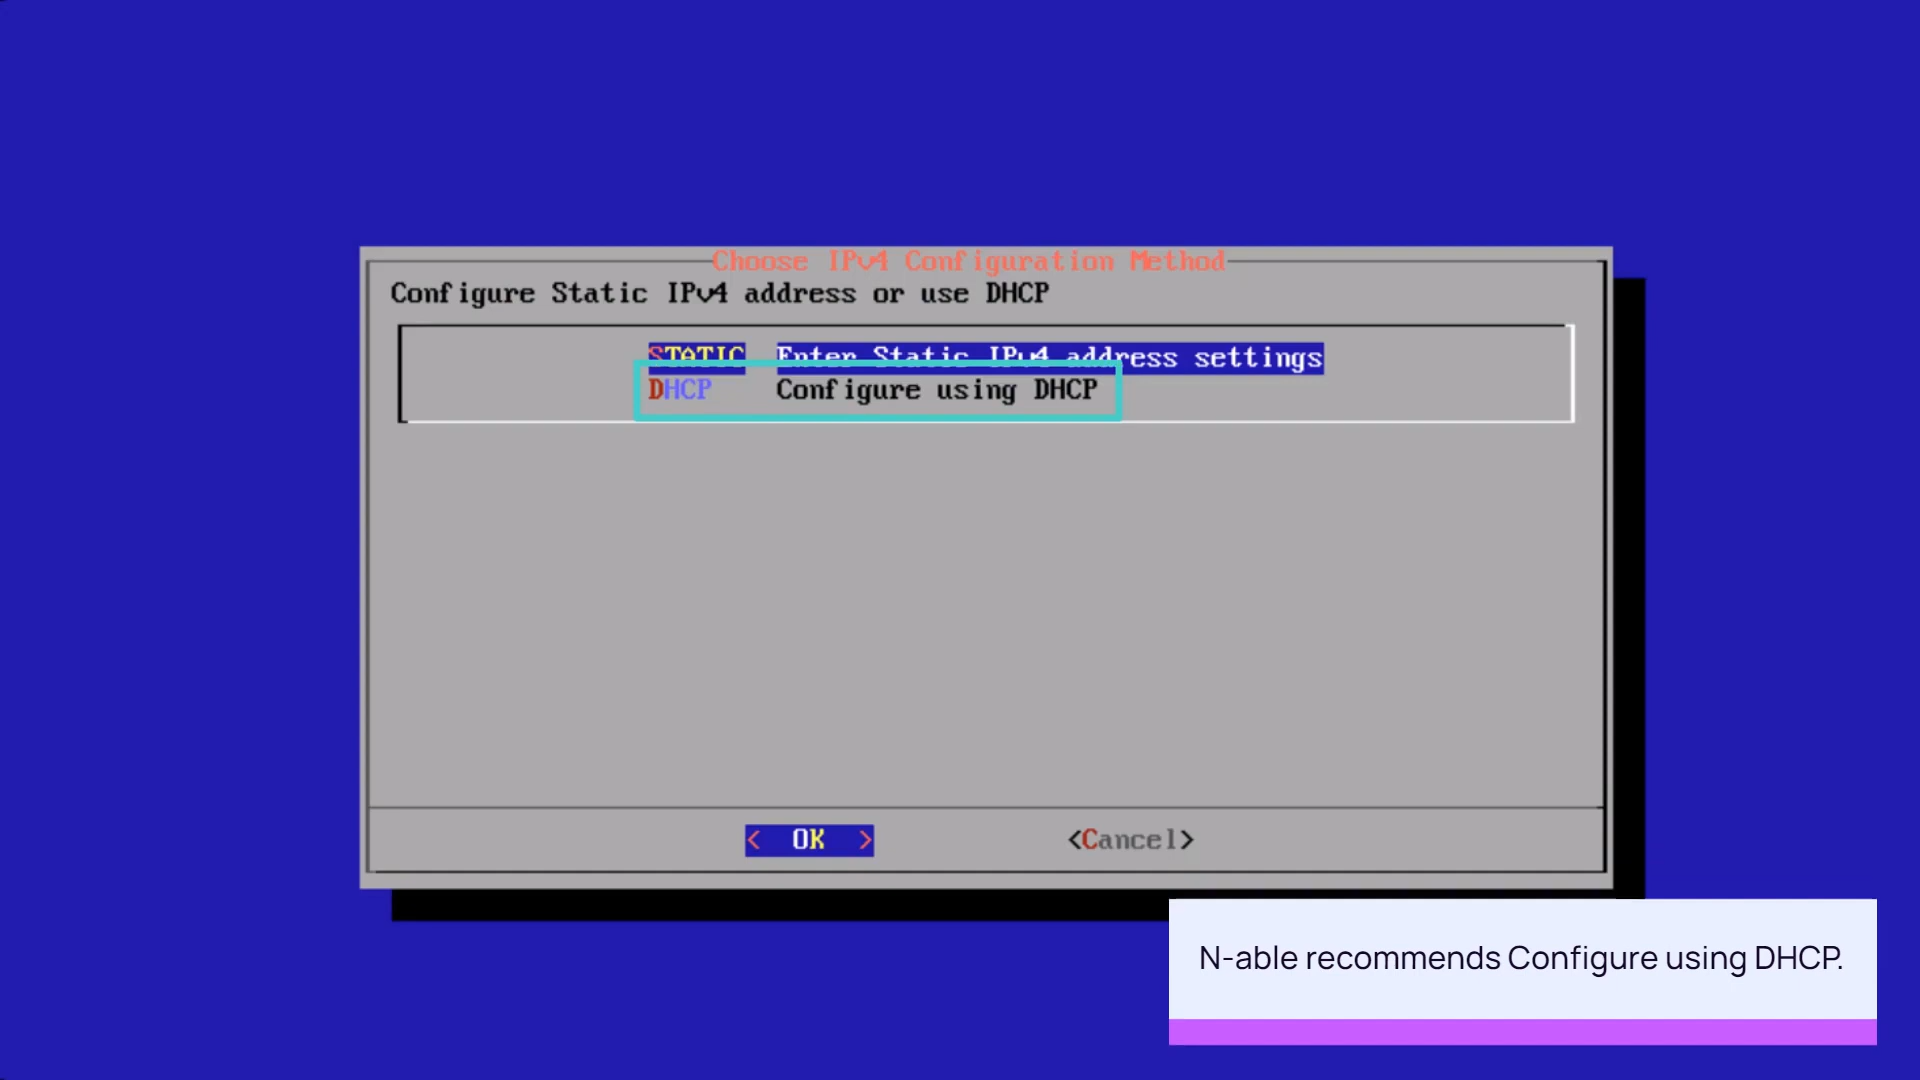 Choose IPv4 Configuration Method
Configure Static IPv4 address or use DHCP
STATIC Enter Static IPv4 address settings
DHCP Configure using DHCP
< OK > <Cancel>
N-able recommends Configure using DHCP.